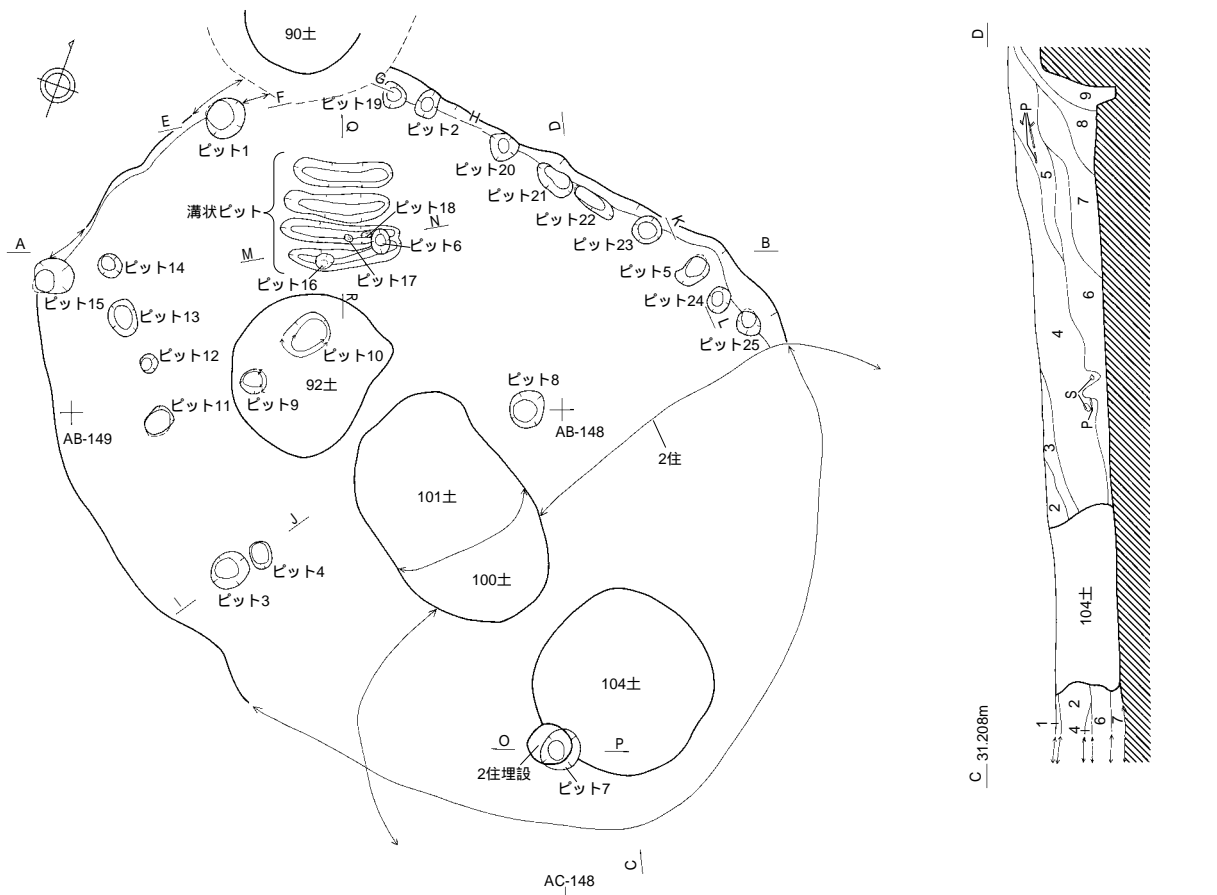 90土
D
G
ピット19
F
E
ピット1
ピット2
H
Q
D
ピット20
ピット21
ピット22
溝状ピット
ピット18
N
ピット6
ピット23
K
A
B
M
ピット14
ピット16
ピット17
ピット5
ピット15
R
ピット24
ピット13
L
ピット25
ピット12
ピット10
92土
ピット9
ピット8
ピット11
AB-149
AB-148
2住
101土
J
ピット4
100土
ピット3
I
104土
O
P
2住埋設
ピット7
C
AC-148
9
8
P
5
7
6
4
S
P
3
2
104土
1
2
4
6
7
C 31.208m